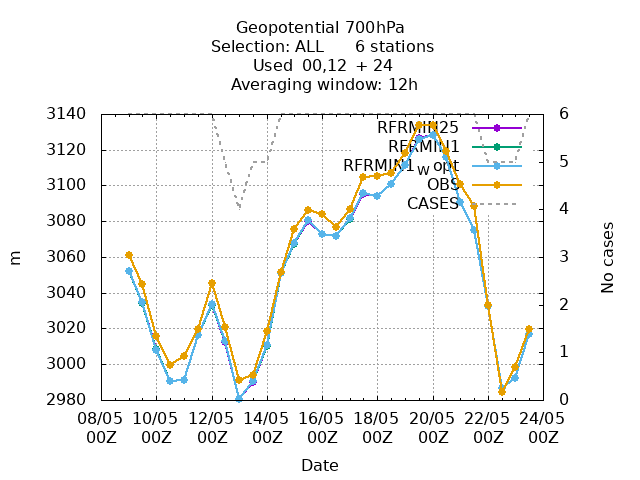 Geopotential 700hPa
Selection: ALL 6 stations
Used 00,12 + 24
Averaging window: 12h
3140
3120
3100
3080
3060
3040
3020
3000
2980
m
6
5
4
3
2
1
0
No cases
RFRMIN25
RFRMINI1
RFRMIN1w opt
OBS
CASES
08/05 10/05 12/05 14/05 16/05 18/05 20/05 22/05 24/05
00Z 00Z 00Z 00Z 00Z 00Z 00Z 00Z 00Z
Date